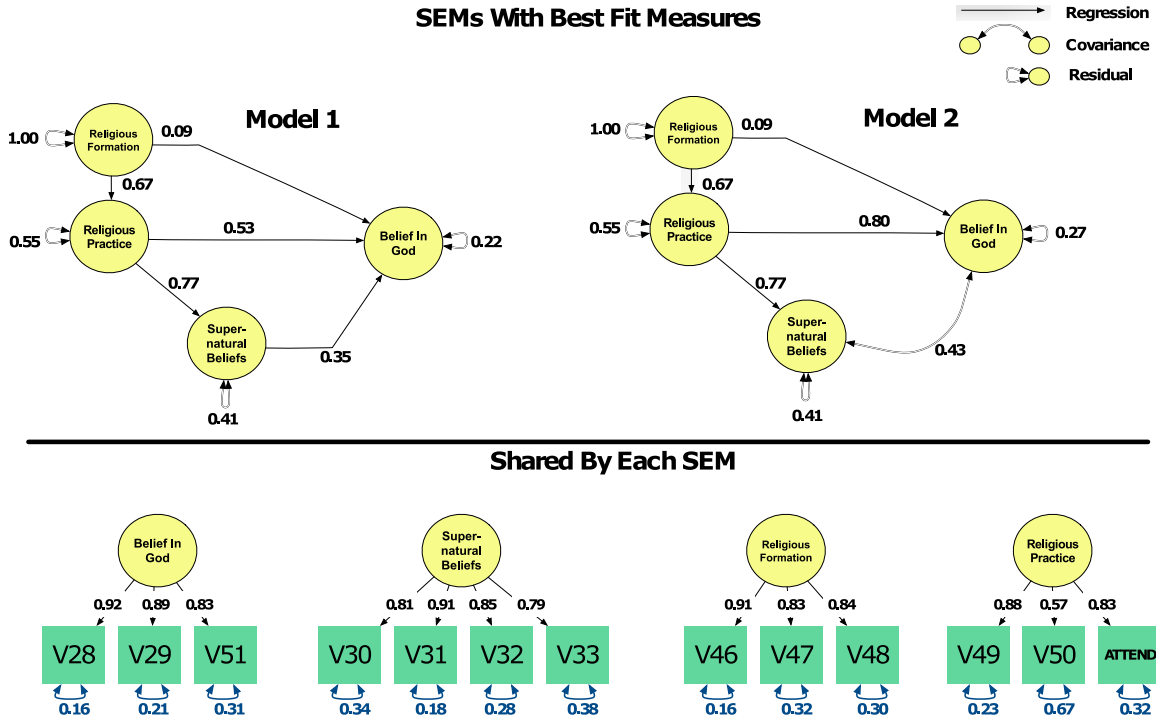 SEMs With Best Fit Measures
Regression
Covariance
Residual
Model 1
Religious
Formation
1.00
0.09
0.67
Religious
Practice
0.55
0.53
Belief In
God
0.22
0.77
Super-
natural
Beliefs
0.35
0.41
Model 2
Religious
Formation
1.00
0.09
0.67
Religious
Practice
0.55
0.80
Belief In
God
0.27
0.77
Super-
natural
Beliefs
0.43
0.41
Shared By Each SEM
Belief In
God
0.92 0.89 0.83
V28 V29 V51
0.16 0.21 0.31
Super-
natural
Beliefs
0.81 0.91 0.85 0.79
V30 V31 V32 V33
0.34 0.18 0.28 0.38
Religious
Formation
0.91 0.83 0.84
V46 V47 V48
0.16 0.32 0.30
Religious
Practice
0.88 0.57 0.83
V49 V50 ATTEND
0.23 0.67 0.32